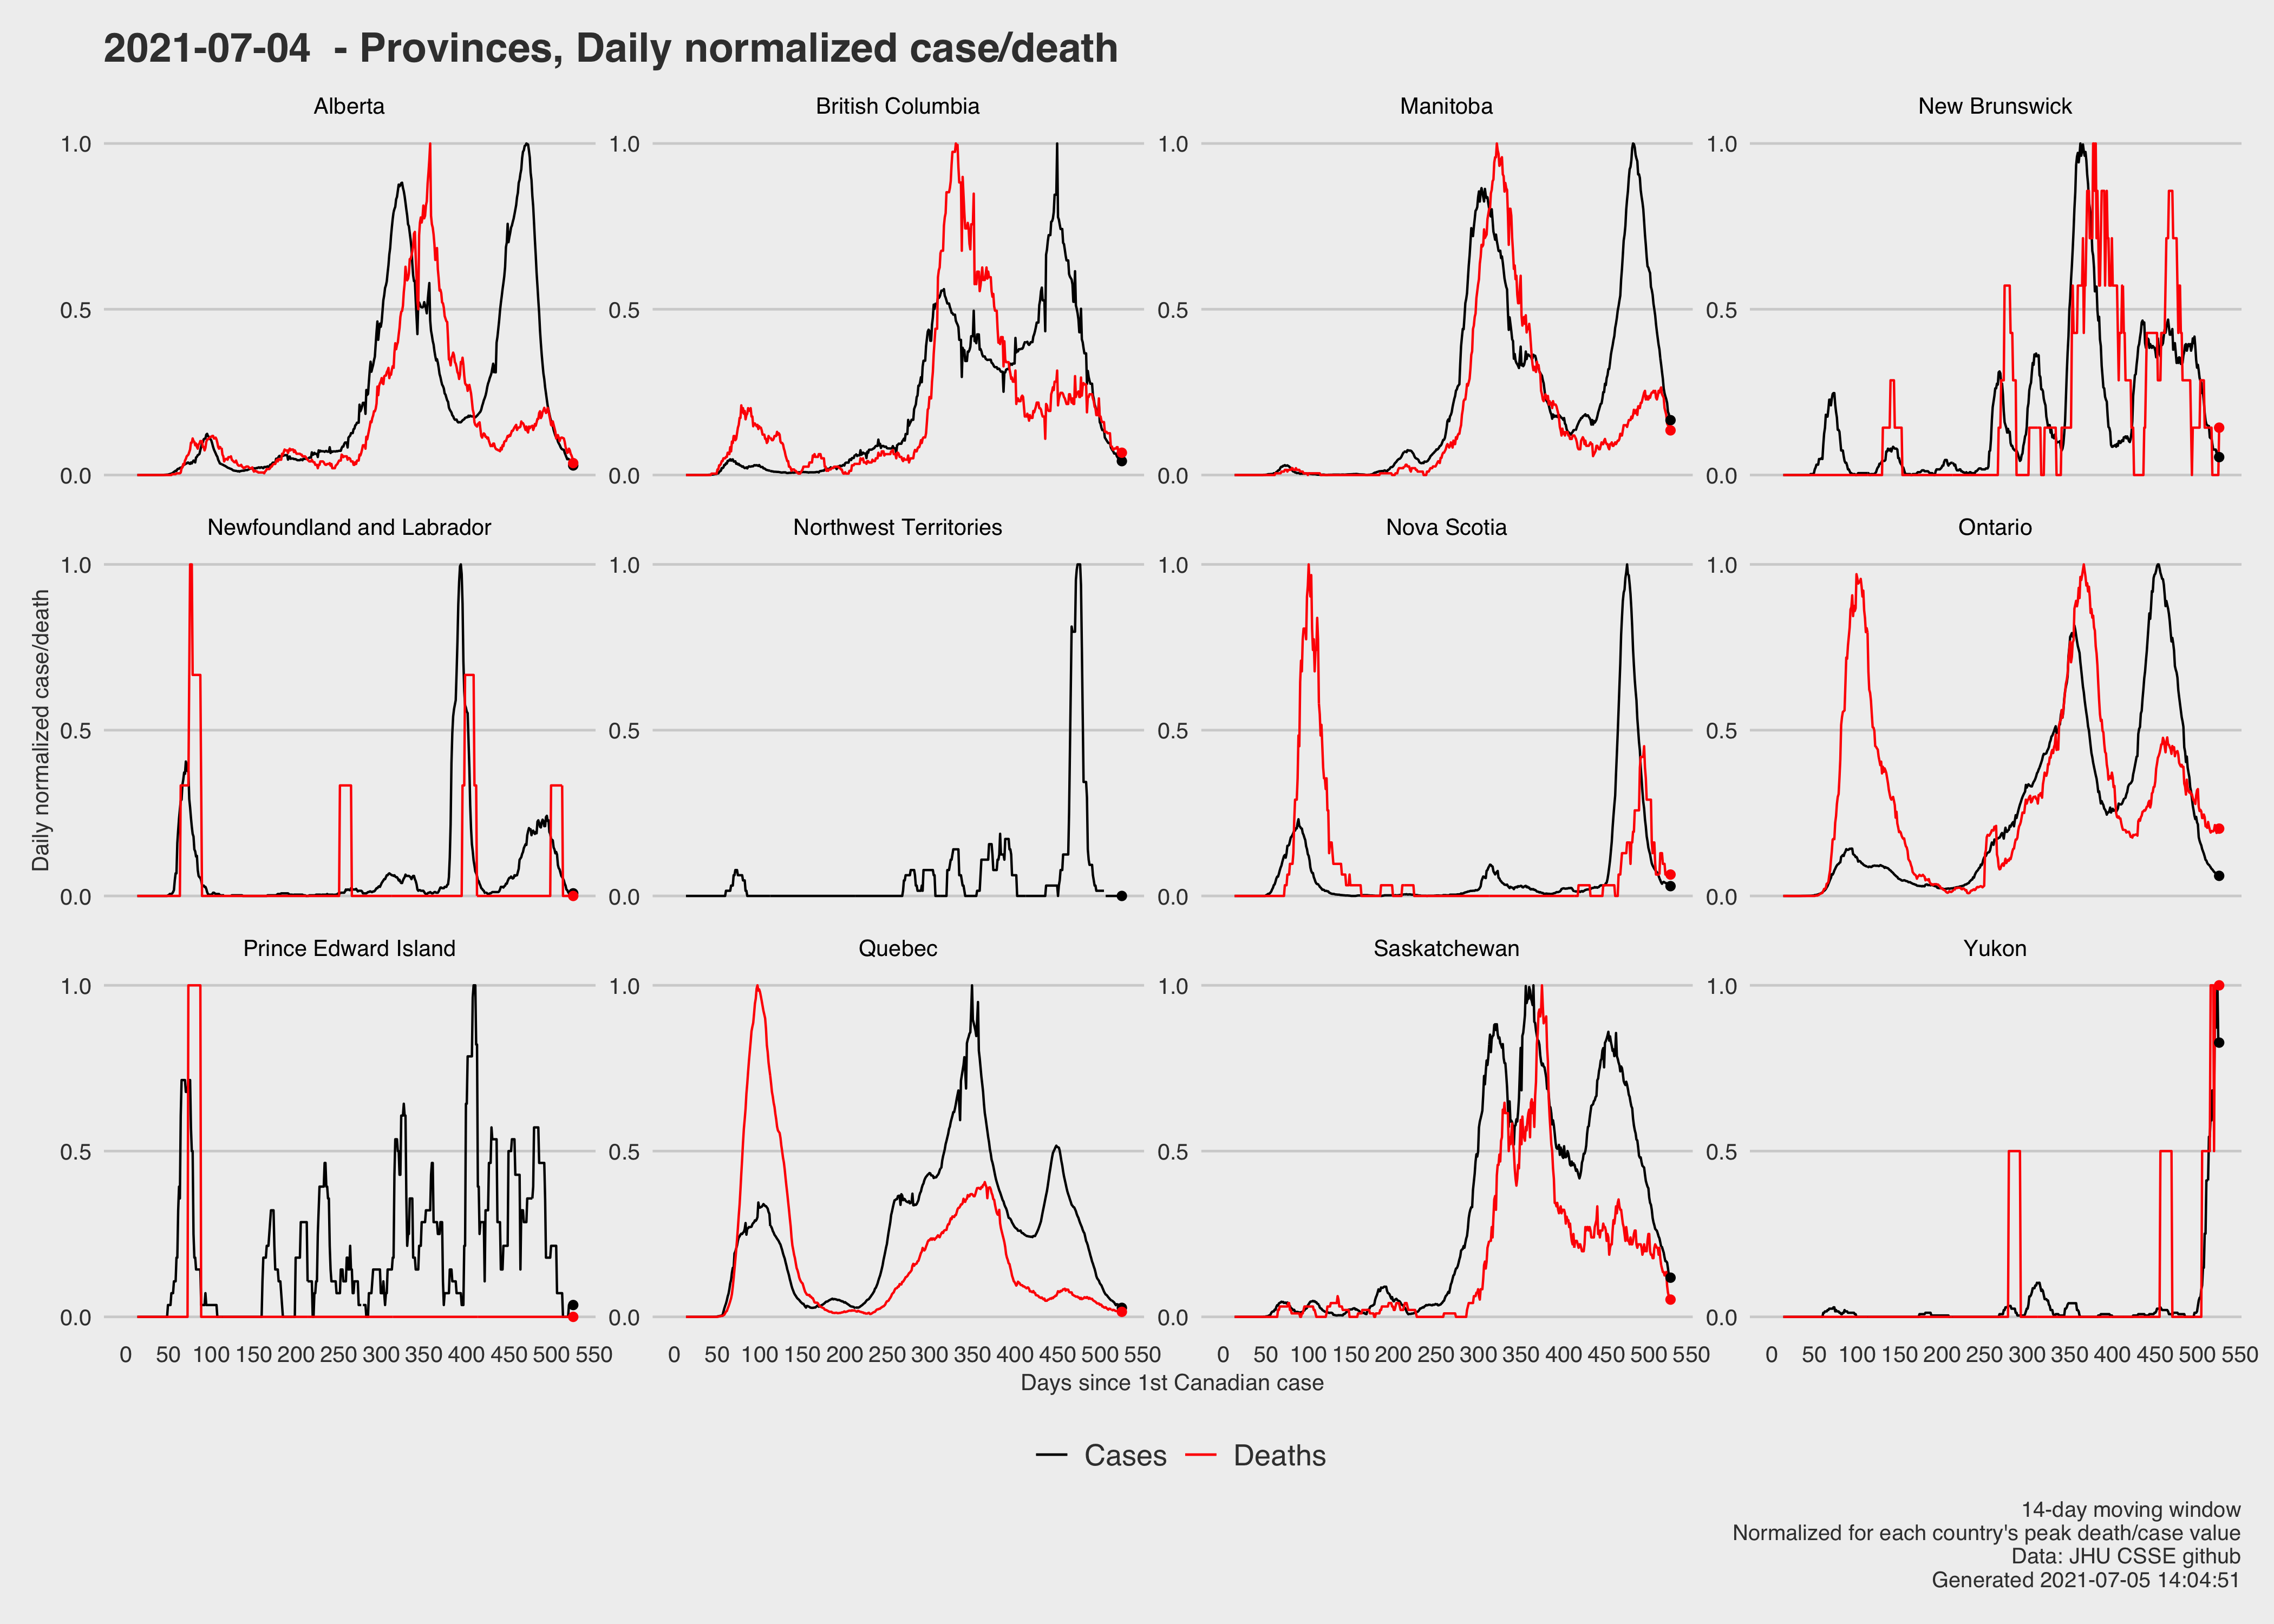 2021-07-04  - Provinces, Daily normalized case/death
Alberta
British Columbia
Manitoba
New Brunswick
1.0
0.5
0.0
1.0
0.5
0.0
1.0
0.5
0.0
1.0
0.5
0.0
Newfoundland and Labrador
Northwest Territories
Nova Scotia
Ontario
1.0
0.5
0.0
1.0
0.5
0.0
1.0
0.5
0.0
1.0
0.5
0.0
Daily normalized case/death
Prince Edward Island
Quebec
Saskatchewan
Yukon
1.0
0.5
0.0
1.0
0.5
0.0
1.0
0.5
0.0
1.0
0.5
0.0
0 50 100 150 200 250 300 350 400 450 500 550
0 50 100 150 200 250 300 350 400 450 500 550
0 50 100 150 200 250 300 350 400 450 500 550
0 50 100 150 200 250 300 350 400 450 500 550
Days since 1st Canadian case
Cases Deaths
14-day moving window
Normalized for each country's peak death/case value
Data: JHU CSSE github
Generated 2021-07-05 14:04:51